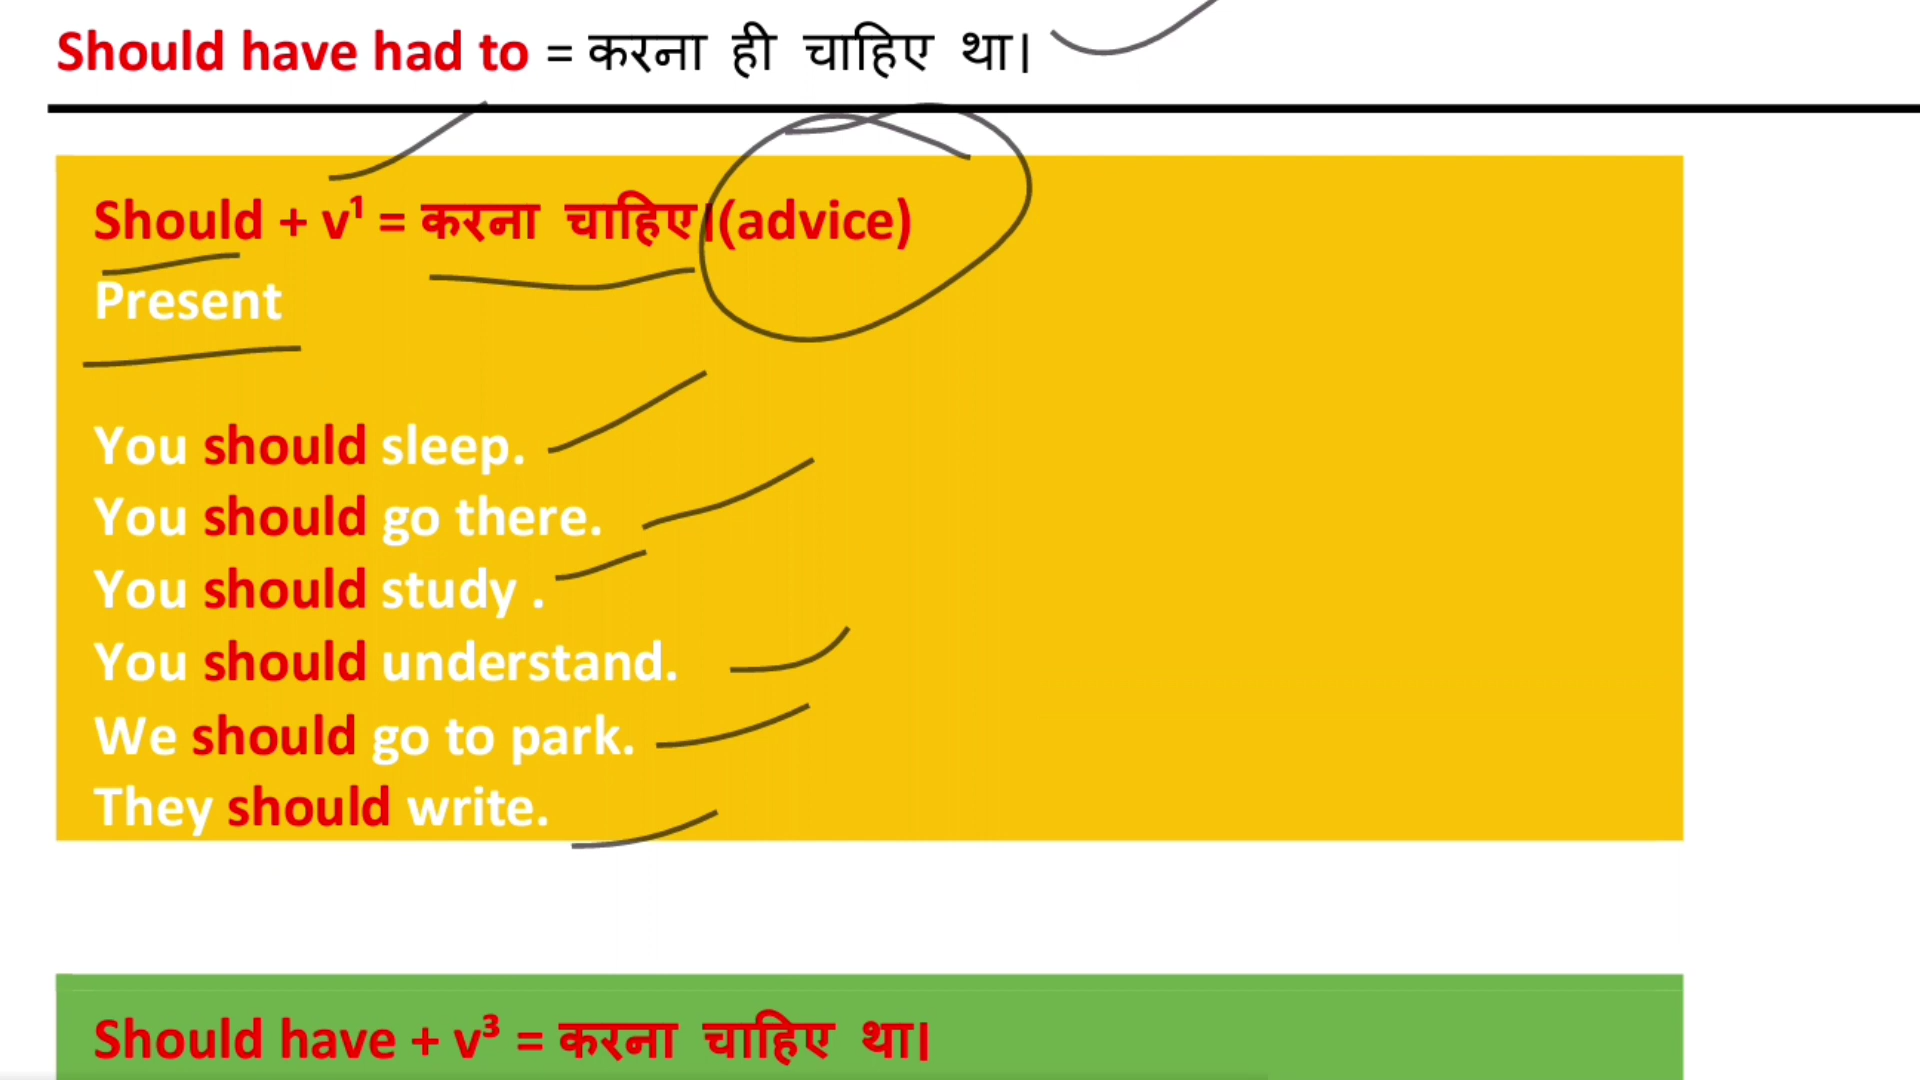 Should have had to = करना ही चाहिए था।
Should + v¹ = करना चाहिए।(advice)
Present
You should sleep.
You should go there.
You should study .
You should understand.
We should go to park.
They should write.
Should have + v³ = करना चाहिए था।